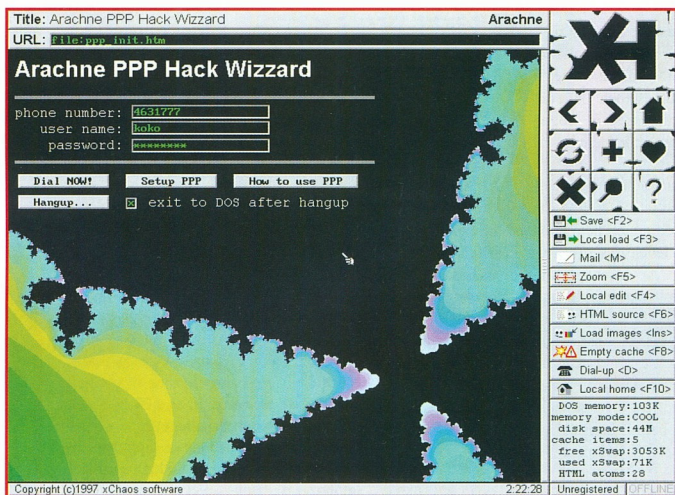 Title: Arachne PPP Hack Wizzard Arachne
URL: file:ppp_init.htm
Arachne PPP Hack Wizzard
phone number: 4631777
user name: koko
password: ********
Dial NOW! Setup PPP How to use PPP
Hangup... exit to DOS after hangup
Copyright (c)1997 xChaos software 2:22:28
?
Save <F2>
Local load <F3>
Mail <M>
Zoom <F5>
Local edit <F4>
HTML source <F6>
Load images <Ins>
Empty cache <F8>
Dial-up <D>
Local home <F10>
DOS memory:103K
memory mode:COOL
disk space:44M
cache items:5
free xSwap:3053K
used xSwap:71K
HTML atoms:28
Unregistered OFFLINE